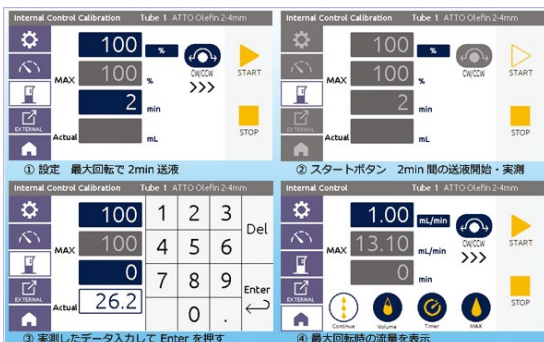 Internal Control Calibration Tube 1 ATTO Olefin 2-4mm
100 %
MAX 100 %
2 min
Actual mL
CW/CCW
>>>
START
STOP
EXTERNAL
① 設定 最大回転で 2min 送液
Internal Control Calibration Tube 1 ATTO Olefin 2-4mm
100 %
MAX 100 %
2 min
Actual mL
CW/CCW
>>>
START
STOP
EXTERNAL
② スタートボタン 2min 間の送液開始・実測
Internal Control Calibration Tube 1 ATTO Olefin 2-4mm
100
MAX 100
0
Actual 26.2
1 2 3 Del
4 5 6
7 8 9 Enter
0 .
EXTERNAL
③ 実測したデータ入力して Enter を押す
Internal Control Tube 1 ATTO Olefin 2-4mm
1.00 mL/min
MAX 13.10 mL/min
0 min
CW/CCW
>>>
START
STOP
EXTERNAL
Continue Volume Timer MAX
④ 最大回転時の流量を表示